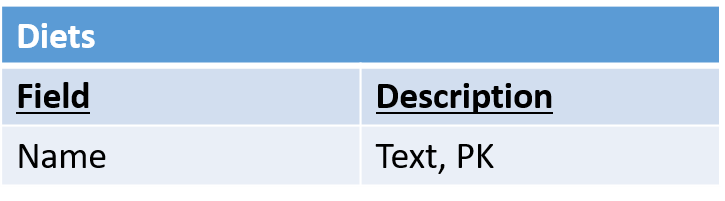 Diets
Field Description
Name Text, PK